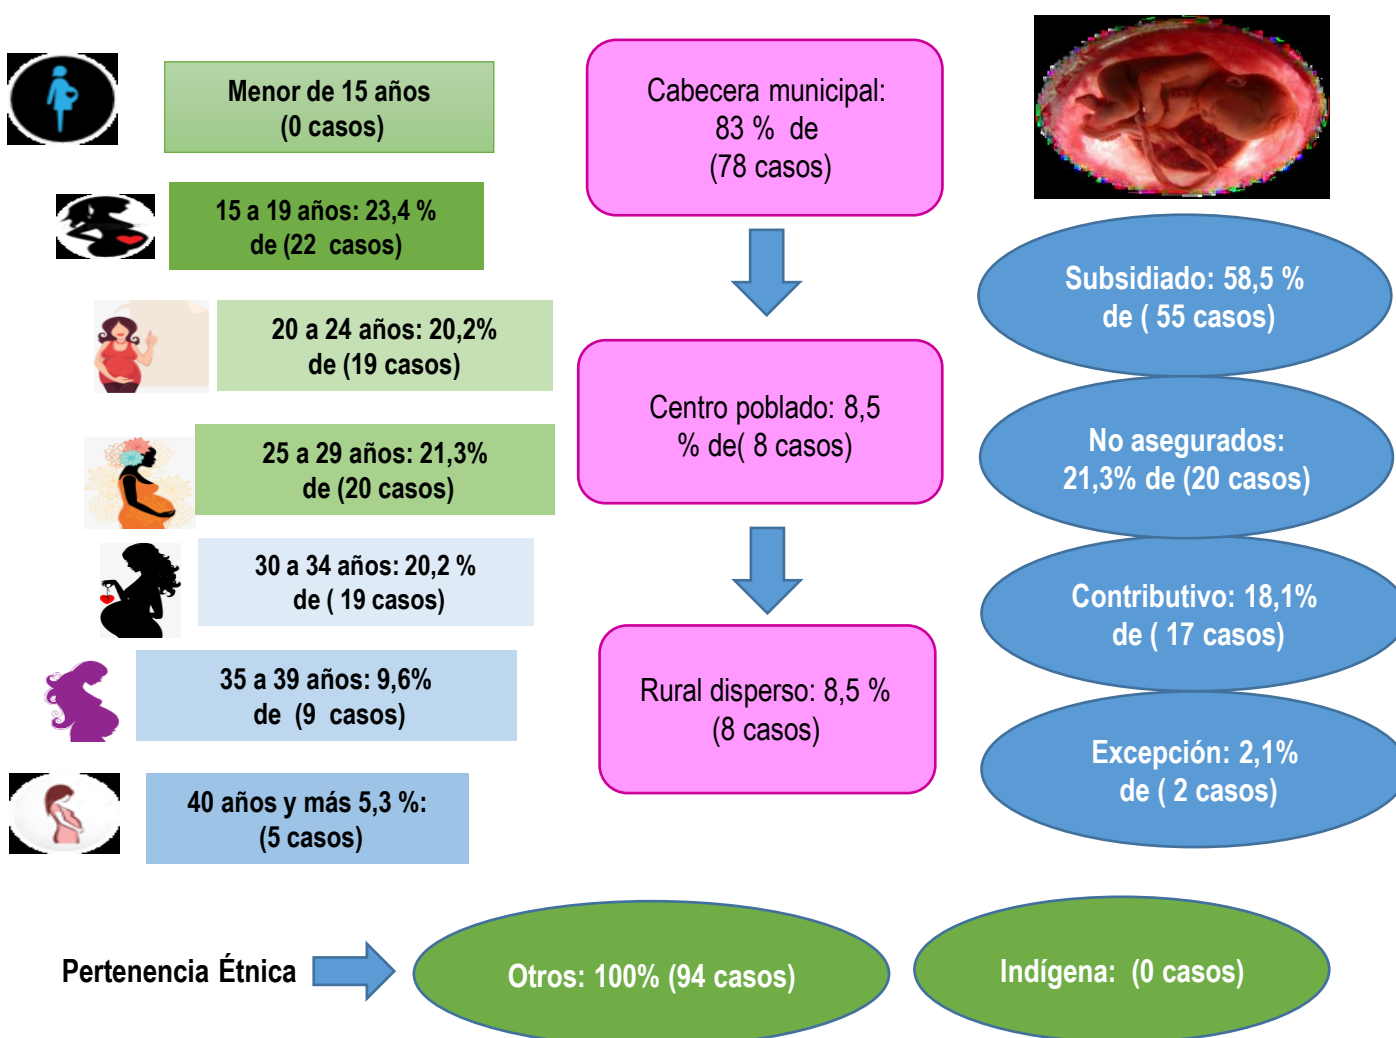 Menor de 15 años
(0 casos)
15 a 19 años: 23,4 %
de (22 casos)
20 a 24 años: 20,2%
de (19 casos)
25 a 29 años: 21,3%
de (20 casos)
30 a 34 años: 20,2 %
de ( 19 casos)
35 a 39 años: 9,6%
de (9 casos)
40 años y más 5,3 %:
(5 casos)
Cabecera municipal:
83 % de
(78 casos)
Centro poblado: 8,5
% de( 8 casos)
Rural disperso: 8,5 %
(8 casos)
Subsidiado: 58,5 %
de ( 55 casos)
No asegurados:
21,3% de (20 casos)
Contributivo: 18,1%
de ( 17 casos)
Excepción: 2,1%
de ( 2 casos)
Pertenencia Étnica
Otros: 100% (94 casos)
Indígena: (0 casos)